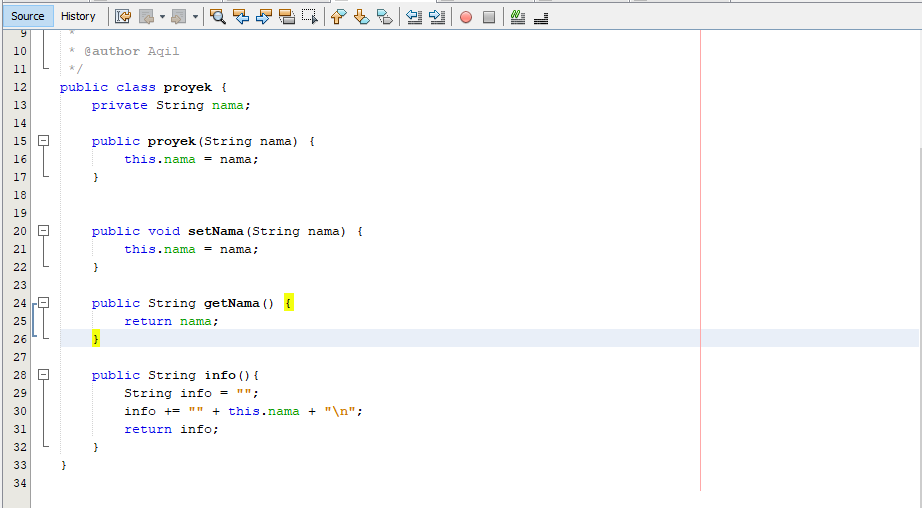 Source History
9 *
10 * @author Aqil
11 */
12 public class proyek {
13 private String nama;
14
15 public proyek(String nama) {
16 this.nama = nama;
17 }
18
19
20 public void setNama(String nama) {
21 this.nama = nama;
22 }
23
24 public String getNama() {
25 return nama;
26 }
27
28 public String info(){
29 String info = "";
30 info += "" + this.nama + "\n";
31 return info;
32 }
33 }
34